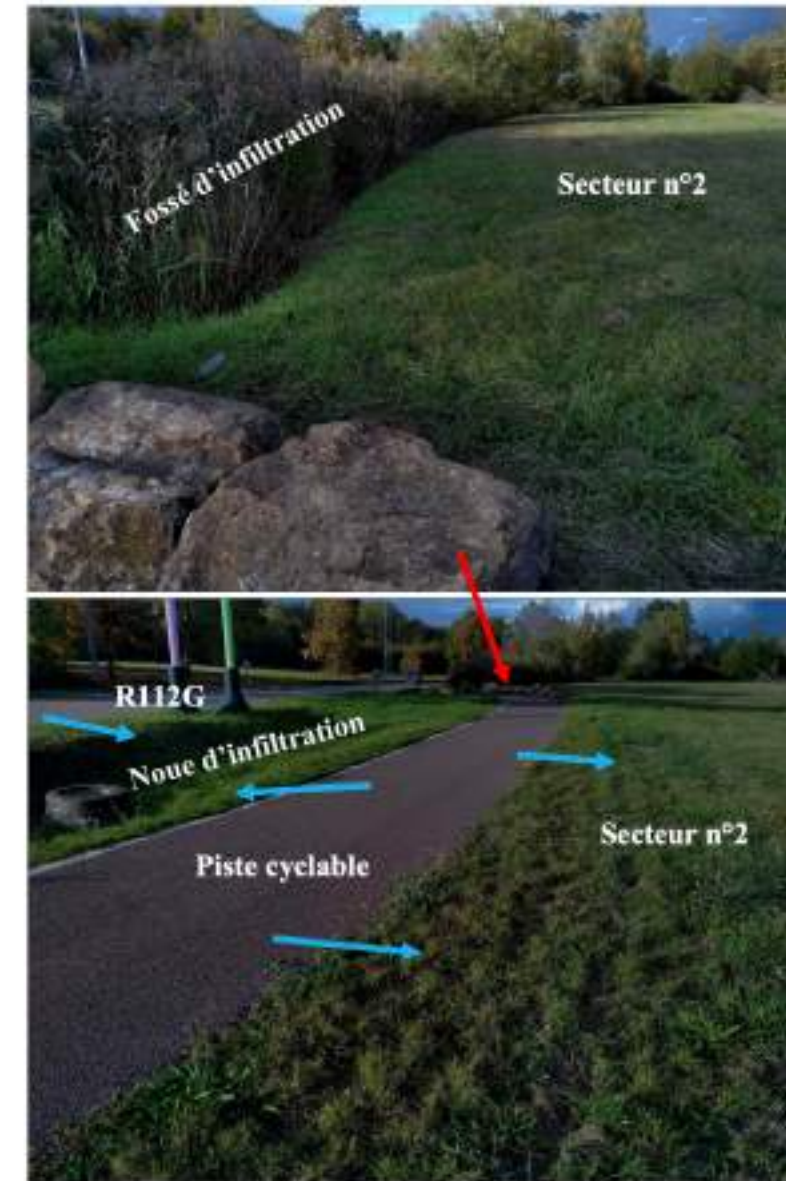 Fossé d'infiltration
Secteur n°2
R112G
Noue d'infiltration
Secteur n°2
Piste cyclable